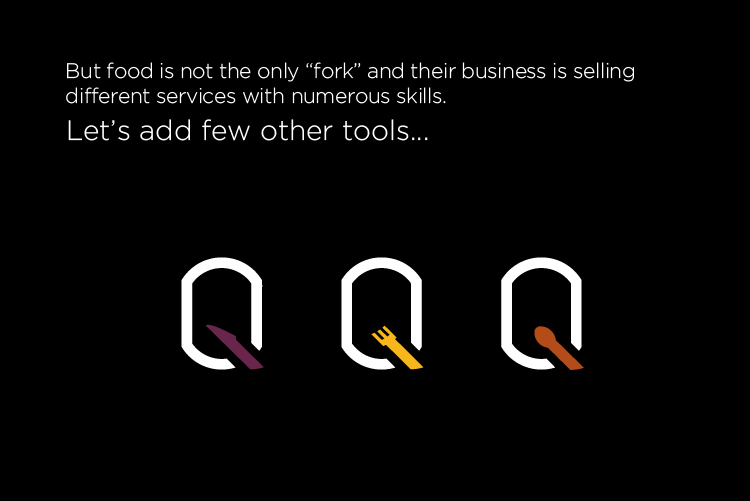 But food is not the only “fork” and their business is selling
different services with numerous skills.
Let’s add few other tools...
Q Q Q